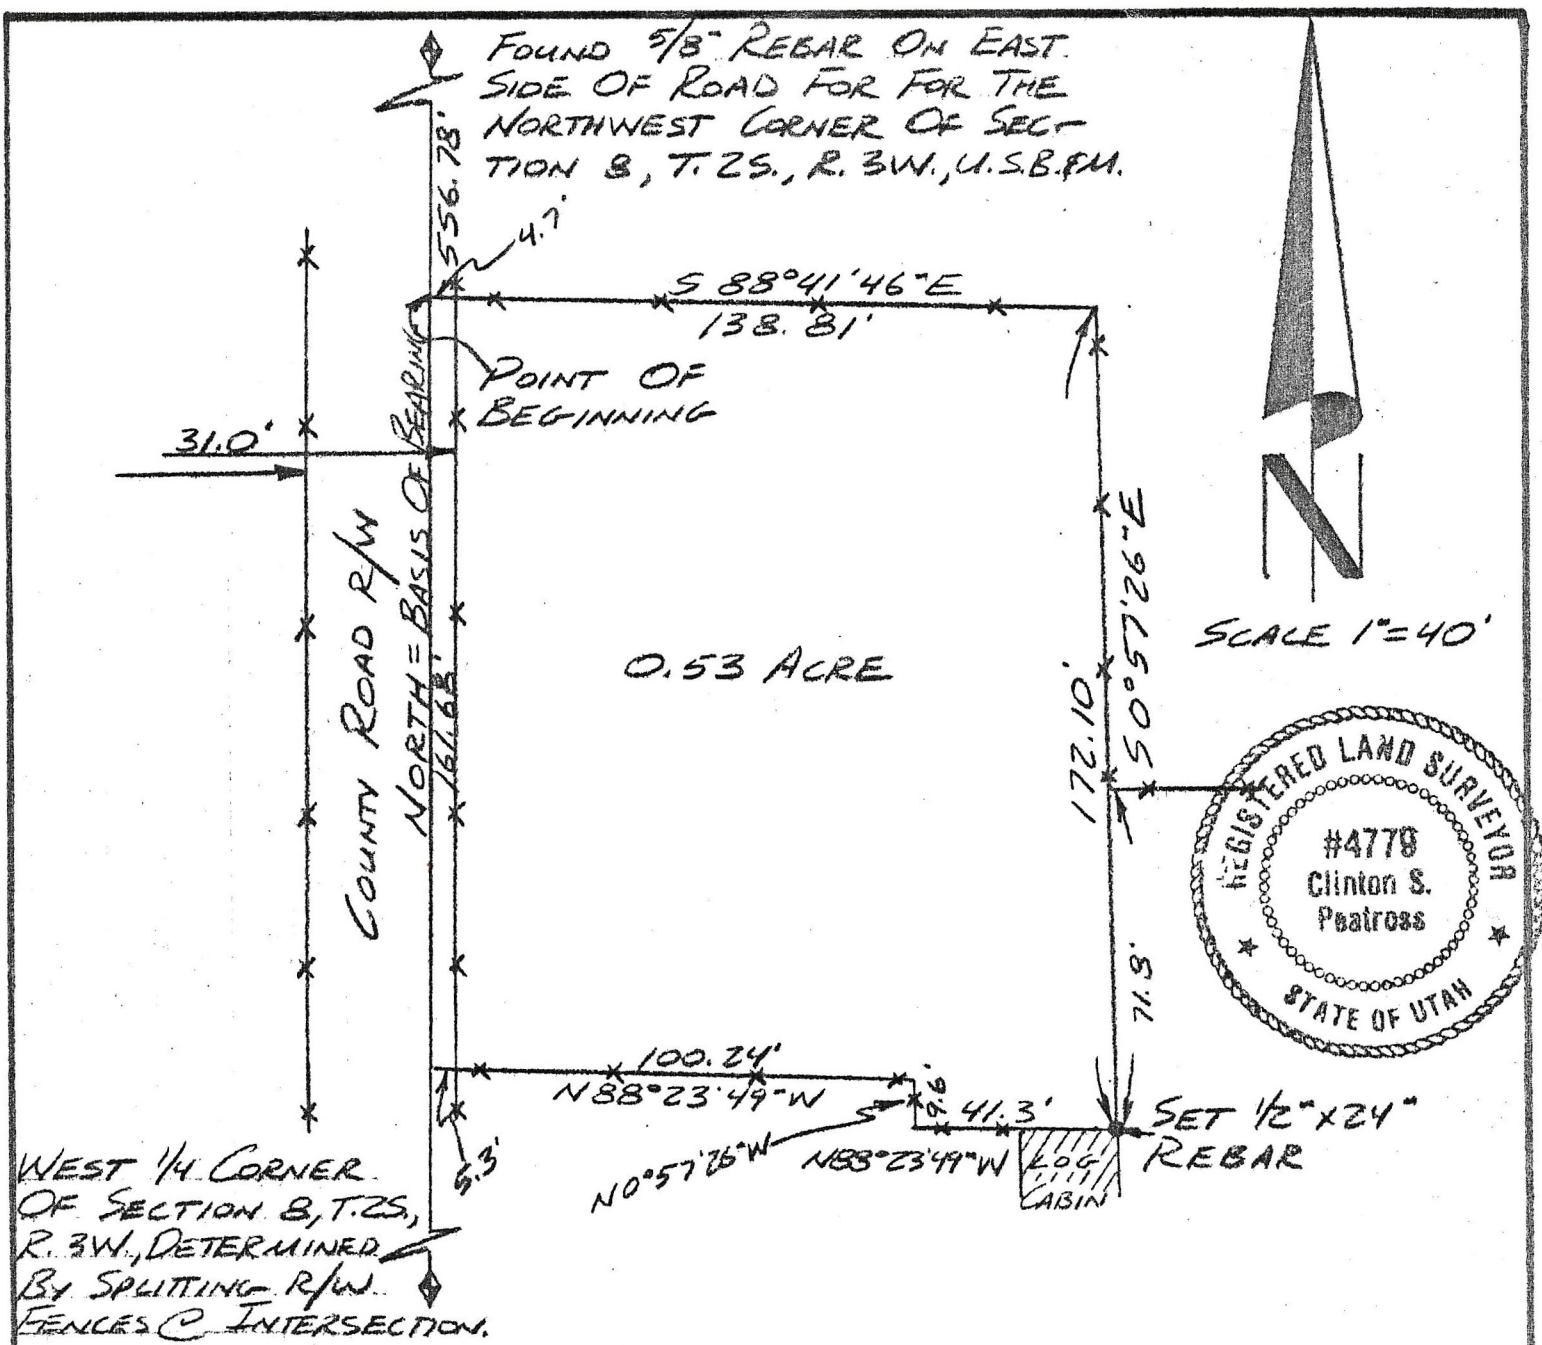 FOUND 5/8" REBAR ON EAST
SIDE OF ROAD FOR FOR THE
NORTHWEST CORNER OF SEC-
TION 8, T. 2S., R. 3W., U.S.B.&M.
556.78'
4.7'
S 88°41'46"E
138.81'
POINT OF
BEGINNING
31.0'
COUNTY ROAD R/W
NORTH = BASIS OF BEARING
161.63'
0.53 ACRE
172.10'
S 0°57'26"E
N
SCALE 1"=40'
REGISTERED LAND SURVEYOR
#4779
Clinton S.
Peatross
STATE OF UTAH
71.8'
100.24'
N88°23'49"W
9.6'
41.3'
N88°23'49"W
N0°57'26"W
5.3'
LOG
CABIN
SET 1/2" X 24"
REBAR
WEST 1/4 CORNER
OF SECTION 8, T.2S.,
R. 3W., DETERMINED
BY SPLITTING R/W
FENCES @ INTERSECTION.